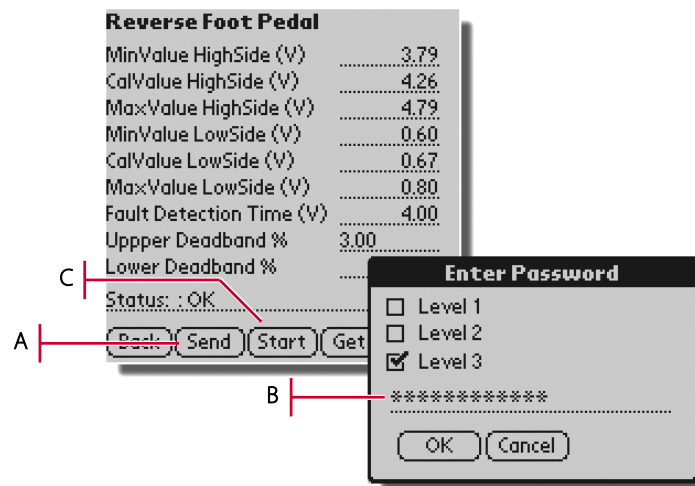 Reverse Foot Pedal
MinValue HighSide (V) 3.79
CalValue HighSide (V) 4.26
MaxValue HighSide (V) 4.79
MinValue LowSide (V) 0.60
CalValue LowSide (V) 0.67
MaxValue LowSide (V) 0.80
Fault Detection Time (V) 4.00
Uppper Deadband % 3.00
Lower Deadband %
Status: : OK
Back Send Start Get
C
A
B
Enter Password
Level 1
Level 2
Level 3
************
OK Cancel